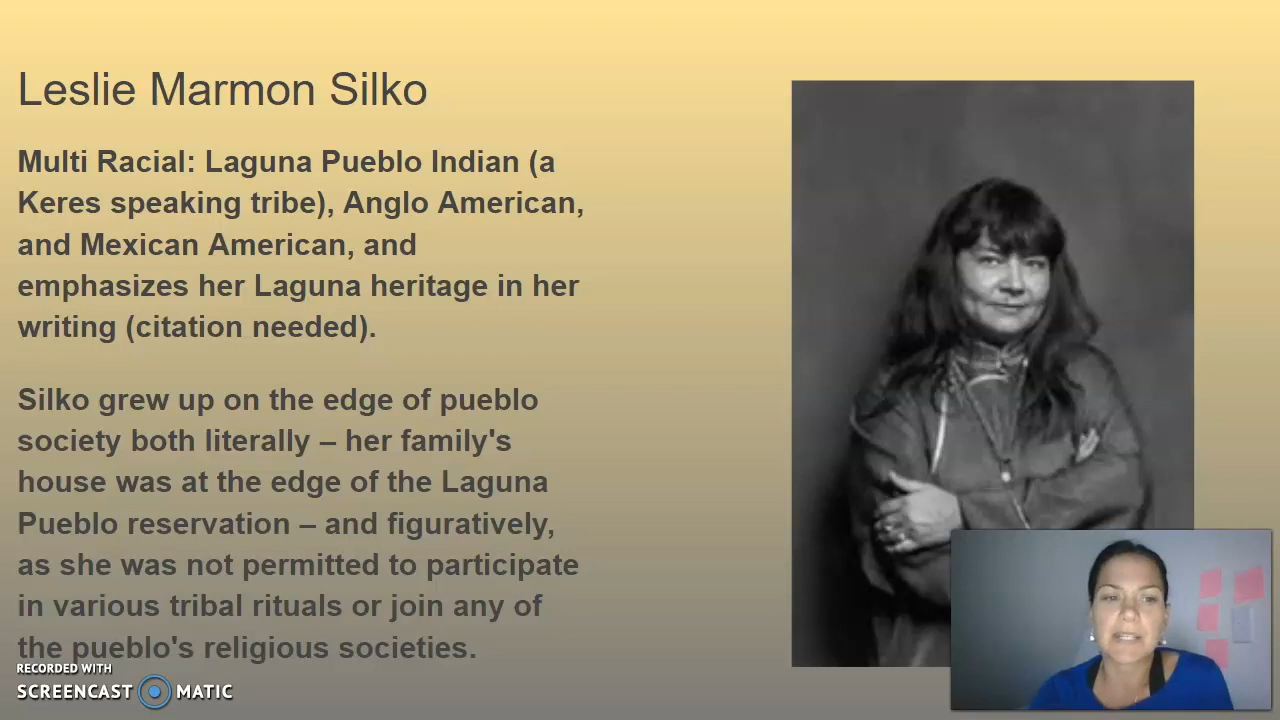 Leslie Marmon Silko
Multi Racial: Laguna Pueblo Indian (a
Keres speaking tribe), Anglo American,
and Mexican American, and
emphasizes her Laguna heritage in her
writing (citation needed).
Silko grew up on the edge of pueblo
society both literally – her family's
house was at the edge of the Laguna
Pueblo reservation – and figuratively,
as she was not permitted to participate
in various tribal rituals or join any of
the pueblo's religious societies.
RECORDED WITH
SCREENCAST MATIC